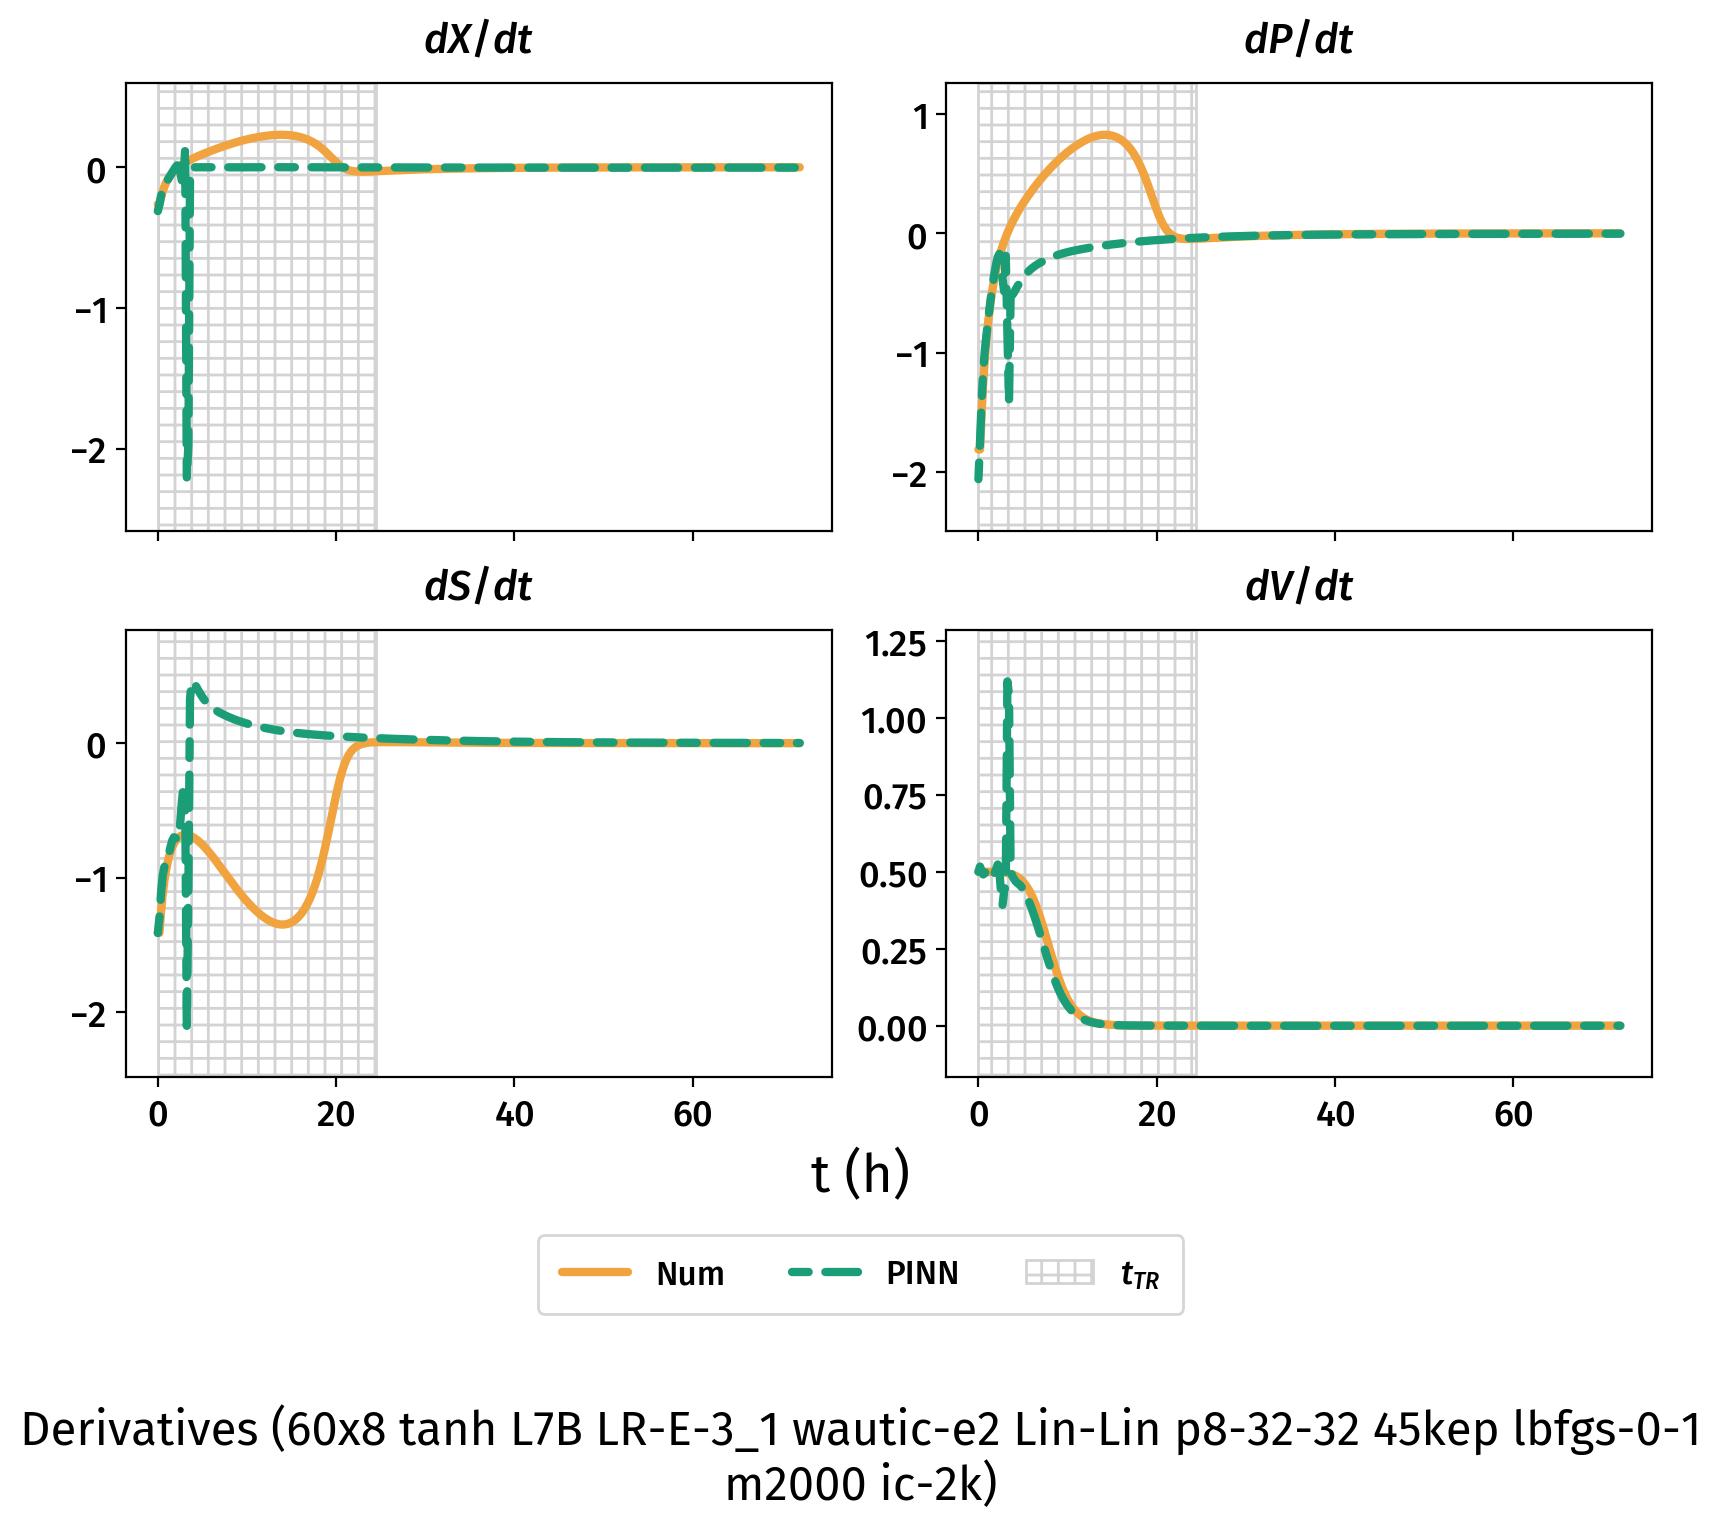 dX/dt
dP/dt
0
−1
−2
1
0
−1
−2
dS/dt
dV/dt
0
−1
−2
1.25
1.00
0.75
0.50
0.25
0.00
0 20 40 60
0 20 40 60
t (h)
Num PINN tTR
Derivatives (60x8 tanh L7B LR-E-3_1 wautic-e2 Lin-Lin p8-32-32 45kep lbfgs-0-1
m2000 ic-2k)